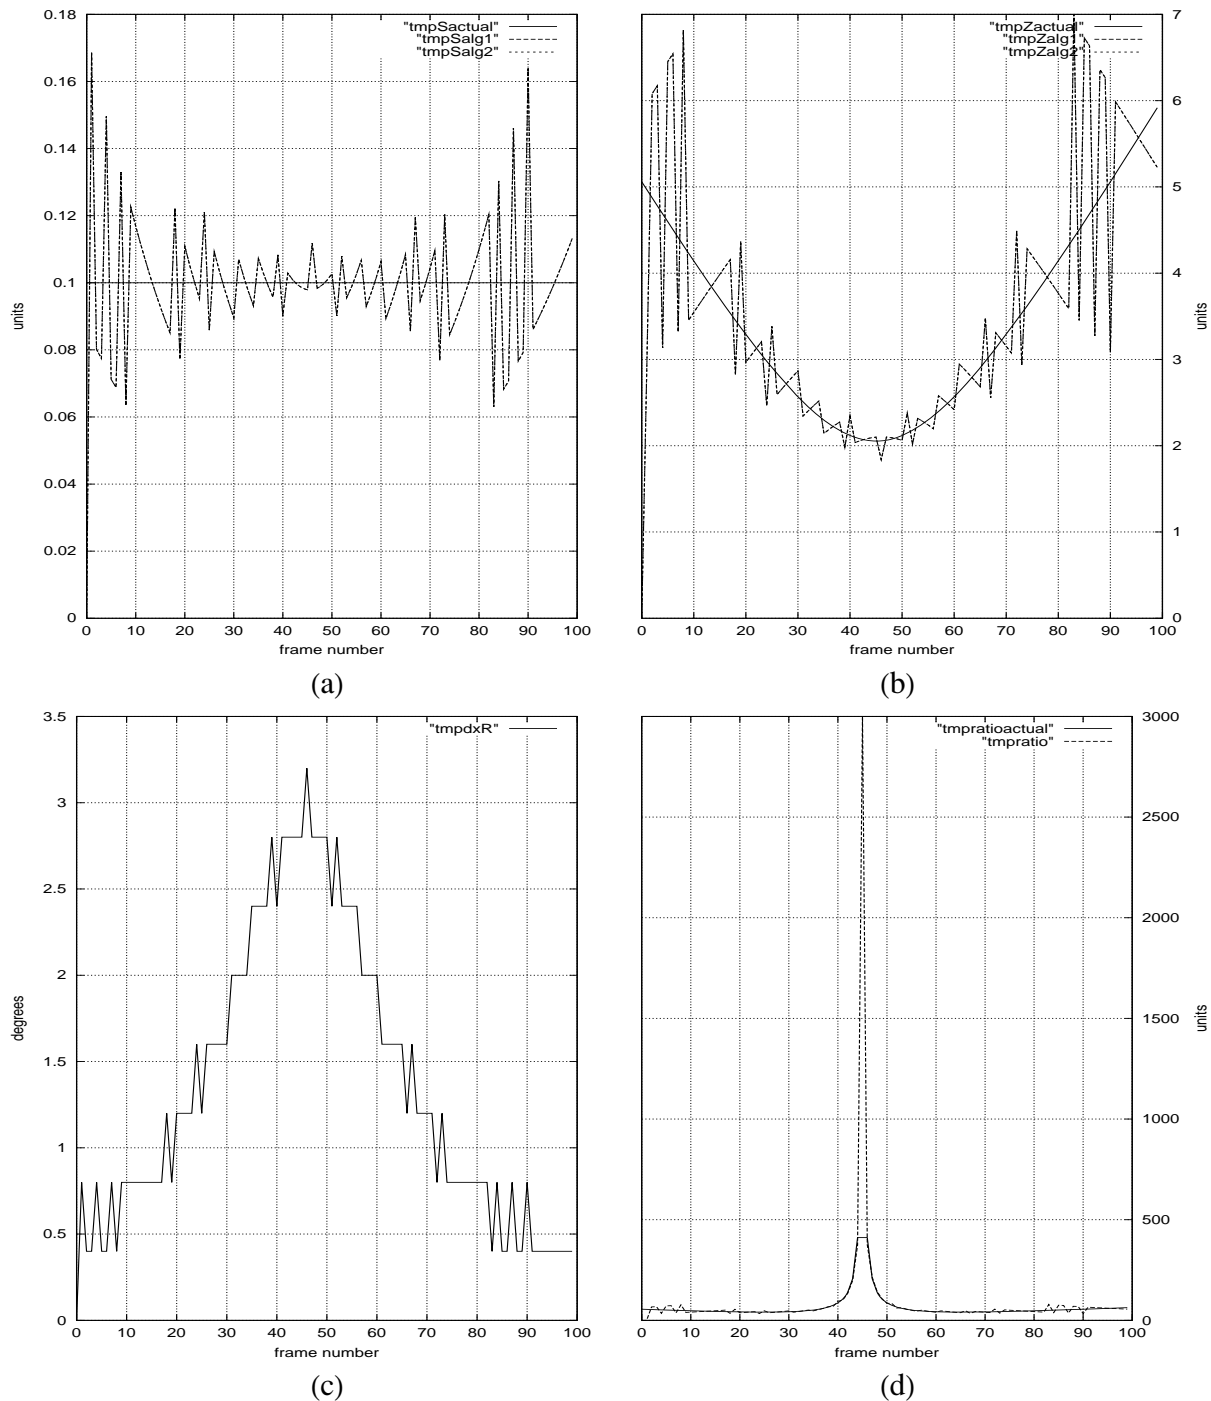 0.18
0.16
0.14
0.12
0.1
0.08
0.06
0.04
0.02
0
units
"tmpSactual"
"tmpSalg1"
"tmpSalg2"
0 10 20 30 40 50 60 70 80 90 100
frame number
(a)
"tmpZactual"
"tmpZalg1"
"tmpZalg2"
7
6
5
4
3
2
1
0
units
0 10 20 30 40 50 60 70 80 90 100
frame number
(b)
3.5
3
2.5
2
1.5
1
0.5
0
degrees
"tmpdxR"
0 10 20 30 40 50 60 70 80 90 100
frame number
(c)
"tmpratioactual"
"tmpratio"
3000
2500
2000
1500
1000
500
0
units
0 10 20 30 40 50 60 70 80 90 100
frame number
(d)